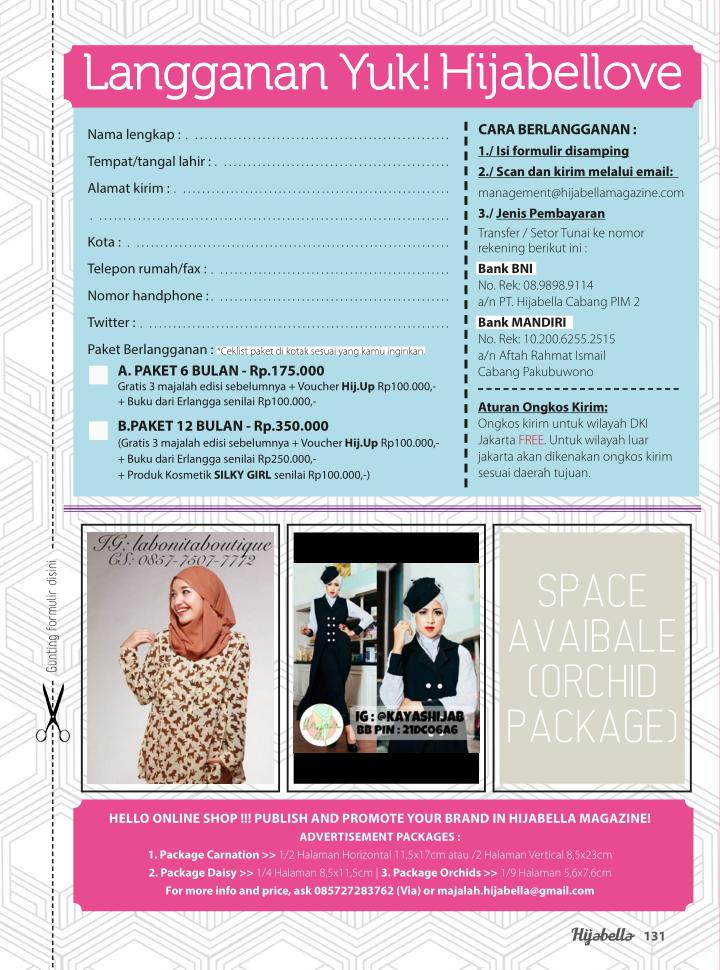 Langganan Yuk! Hijabellove
Nama lengkap :
Tempat/tangal lahir :
Alamat kirim :
Kota :
Telepon rumah/fax :
Nomor handphone :
Twitter :
Paket Berlangganan : *Ceklist paket di kotak sesuai yang kamu inginkan.
A. PAKET 6 BULAN - Rp.175.000
Gratis 3 majalah edisi sebelumnya + Voucher Hij.Up Rp100.000,-
+ Buku dari Erlangga senilai Rp100.000,-
B.PAKET 12 BULAN - Rp.350.000
(Gratis 3 majalah edisi sebelumnya + Voucher Hij.Up Rp100.000,-
+ Buku dari Erlangga senilai Rp250.000,-
+ Produk Kosmetik SILKY GIRL senilai Rp100.000,-)
CARA BERLANGGANAN :
1./ Isi formulir disamping
2./ Scan dan kirim melalui email:
management@hijabellamagazine.com
3./ Jenis Pembayaran
Transfer / Setor Tunai ke nomor
rekening berikut ini :
Bank BNI
No. Rek: 08.9898.9114
a/n PT. Hijabella Cabang PIM 2
Bank MANDIRI
No. Rek: 10.200.6255.2515
a/n Aftah Rahmat Ismail
Cabang Pakubuwono
Aturan Ongkos Kirim:
Ongkos kirim untuk wilayah DKI
Jakarta FREE. Untuk wilayah luar
jakarta akan dikenakan ongkos kirim
sesuai daerah tujuan.
Gunting formulir disini
IG: labonitaboutique
CS: 0857-7507-7772
kayas
IG : @KAYASHIJAB
BB PIN : 21DC06A6
SPACE
AVAIBALE
(ORCHID
PACKAGE)
HELLO ONLINE SHOP !!! PUBLISH AND PROMOTE YOUR BRAND IN HIJABELLA MAGAZINE!
ADVERTISEMENT PACKAGES :
1. Package Carnation >> 1/2 Halaman Horizontal 11,5x17cm atau /2 Halaman Vertical 8,5x23cm
2. Package Daisy >> 1/4 Halaman 8,5x11,5cm | 3. Package Orchids >> 1/9 Halaman 5,6x7,6cm
For more info and price, ask 085727283762 (Via) or majalah.hijabella@gmail.com
Hijabella 131